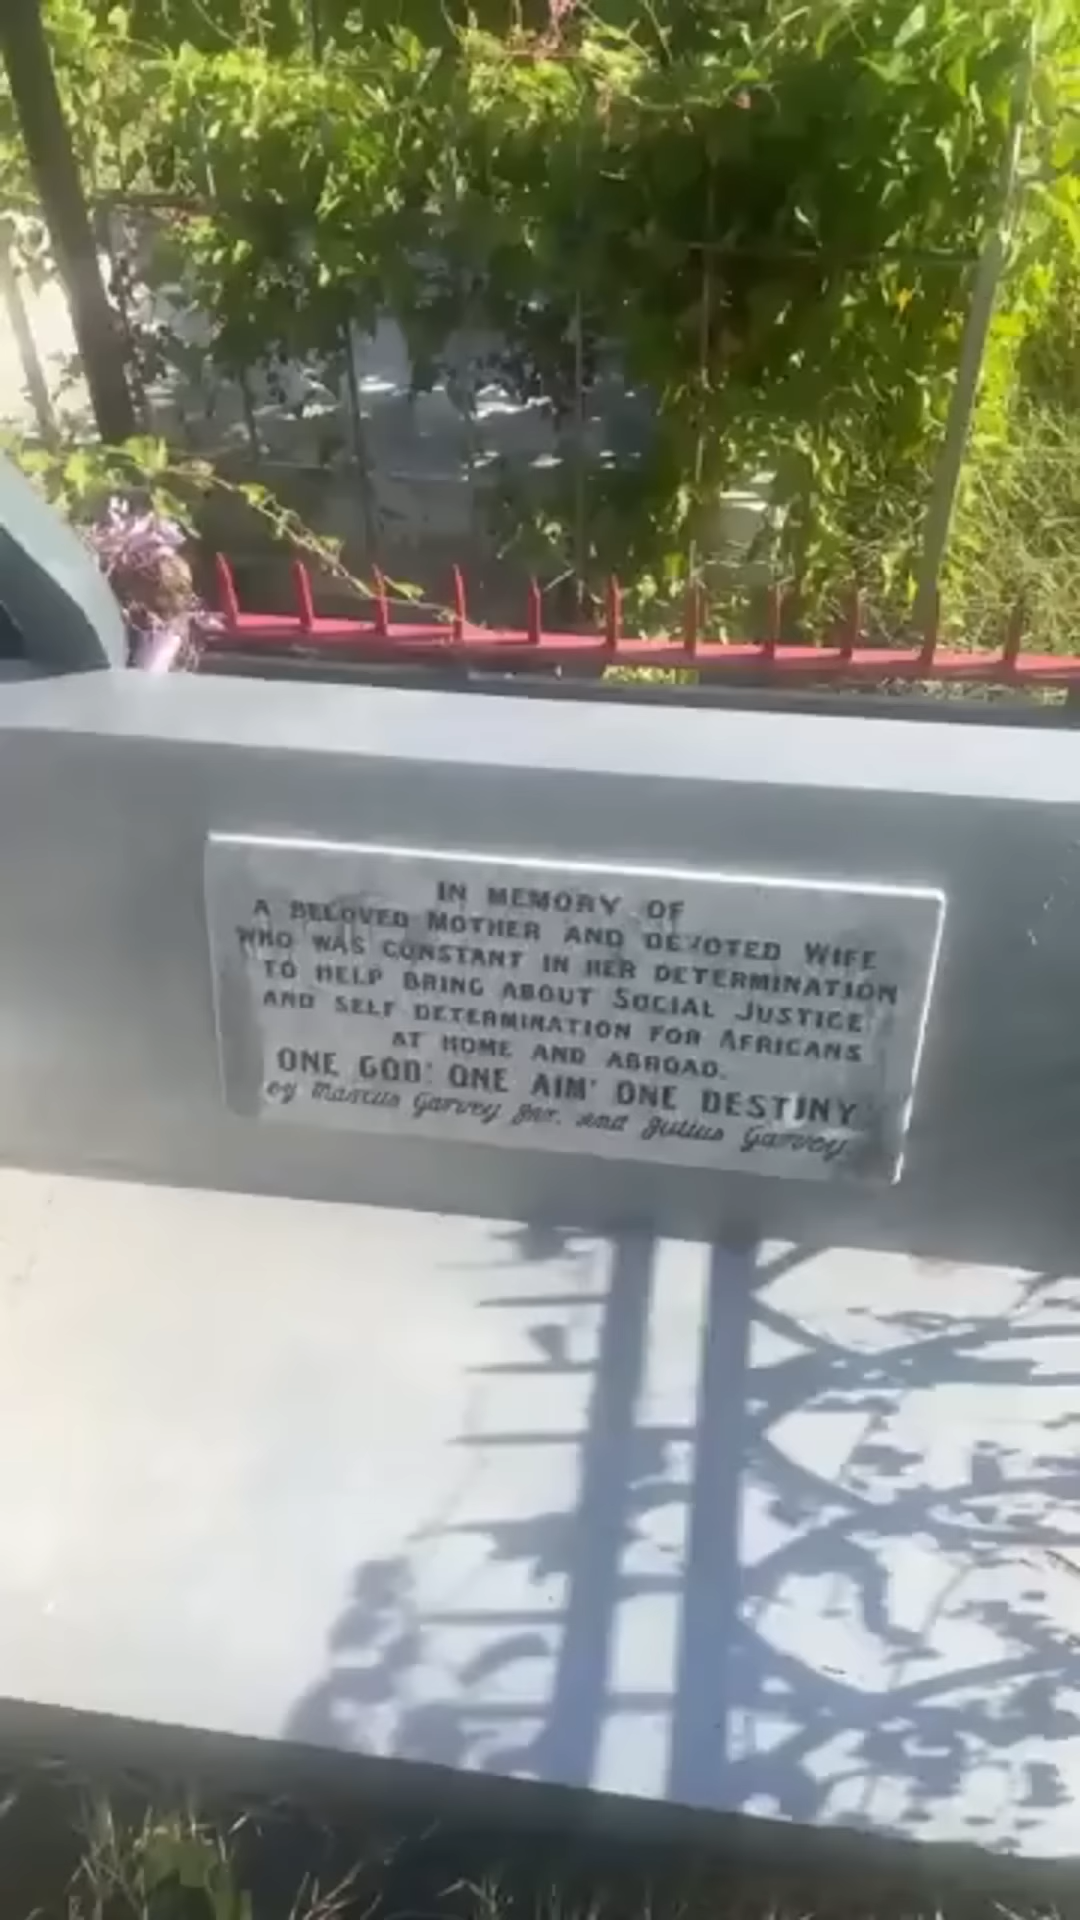 IN MEMORY OF
A BELOVED MOTHER AND DEVOTED WIFE
WHO WAS CONSTANT IN HER DETERMINATION
TO HELP BRING ABOUT SOCIAL JUSTICE
AND SELF DETERMINATION FOR AFRICANS
AT HOME AND ABROAD.
ONE GOD: ONE AIM' ONE DESTINY
by Marcus Garvey Jnr. and Julius Garvey